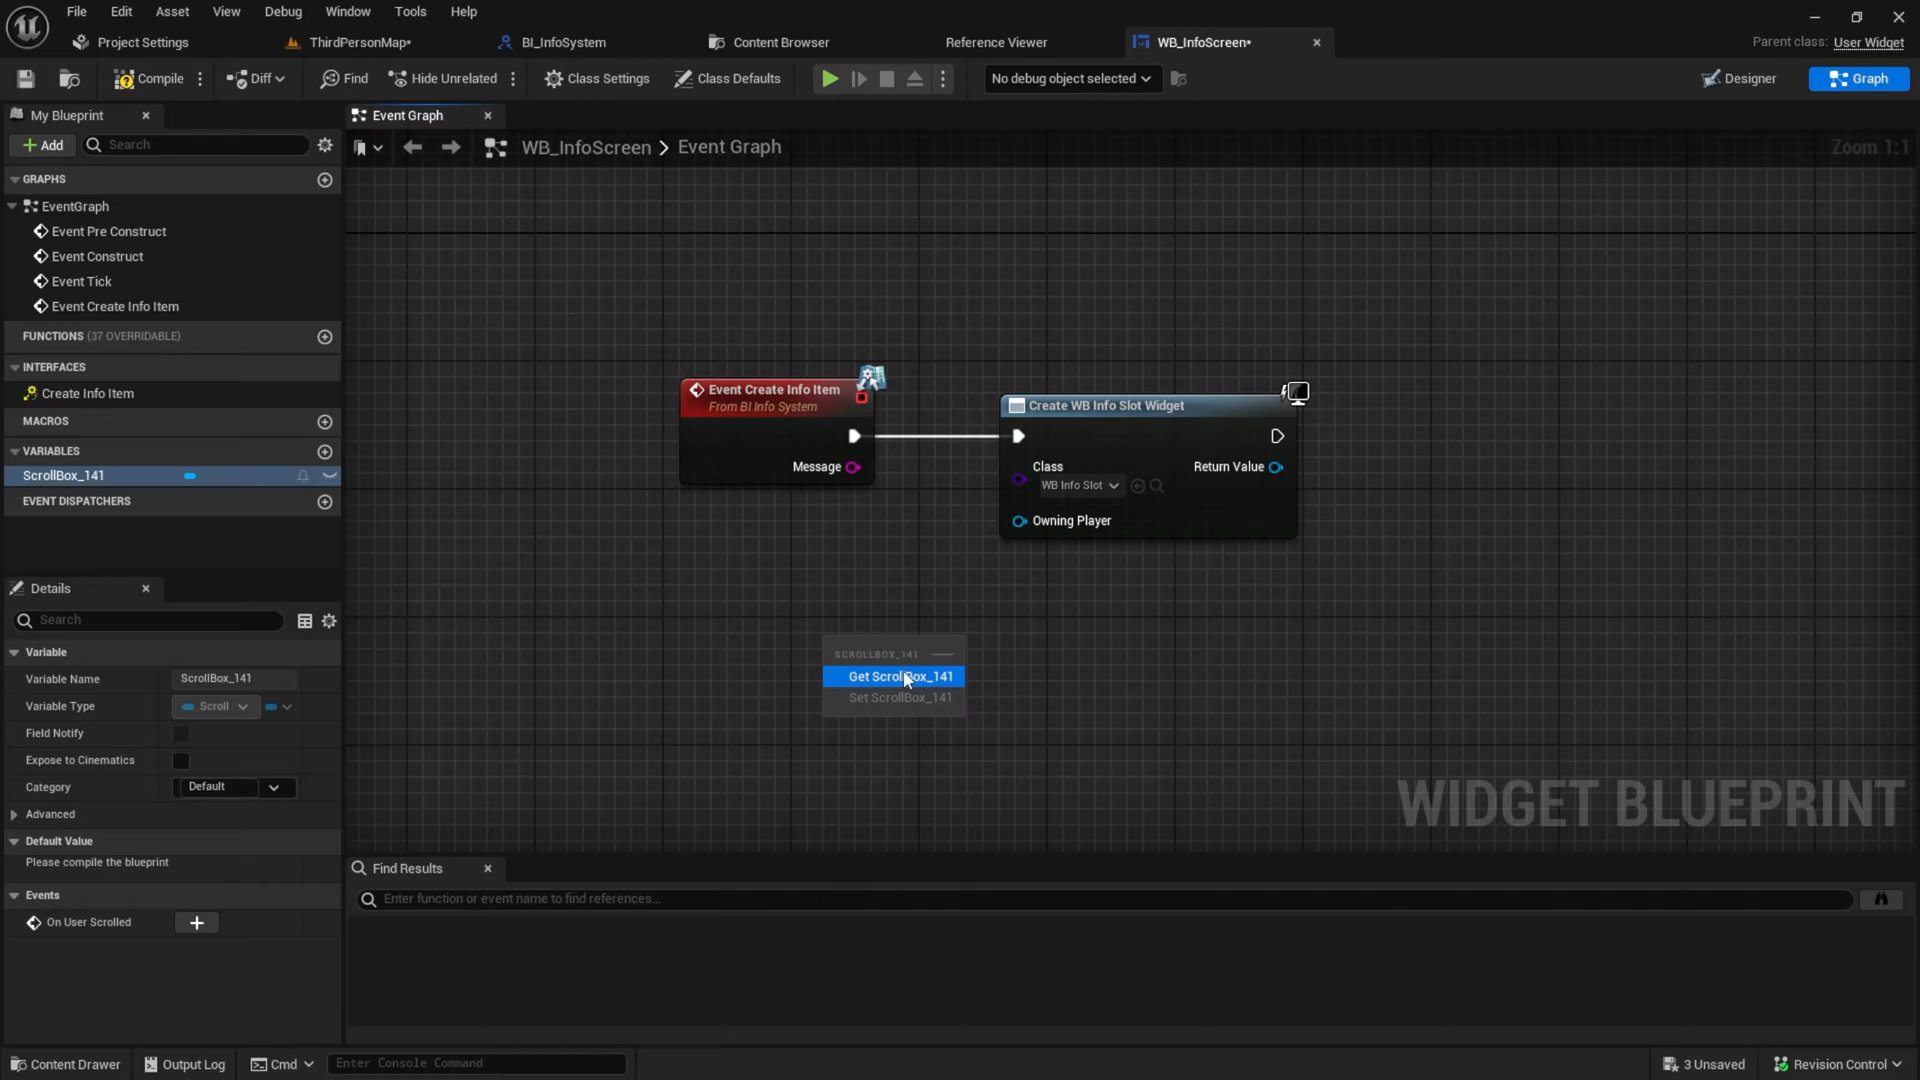 File Edit Asset View Debug Window Tools Help
Project Settings ThirdPersonMap* BI_InfoSystem Content Browser Reference Viewer WB_InfoScreen* Parent class: User Widget
Compile Diff Find Hide Unrelated Class Settings Class Defaults No debug object selected Designer Graph
My Blueprint
Add Search
GRAPHS
EventGraph
Event Pre Construct
Event Construct
Event Tick
Event Create Info Item
FUNCTIONS (37 OVERRIDABLE)
INTERFACES
Create Info Item
MACROS
VARIABLES
ScrollBox_141
EVENT DISPATCHERS
Details
Search
Variable
Variable Name ScrollBox_141
Variable Type Scroll
Field Notify
Expose to Cinematics
Category Default
Advanced
Default Value
Please compile the blueprint
Events
On User Scrolled
Event Graph
WB_InfoScreen > Event Graph Zoom 1:1
Event Create Info Item
From BI Info System
Message
Create WB Info Slot Widget
Class Return Value
WB Info Slot
Owning Player
SCROLLBOX_141
Get ScrollBox_141
Set ScrollBox_141
WIDGET BLUEPRINT
Find Results
Enter function or event name to find references...
Content Drawer Output Log Cmd Enter Console Command 3 Unsaved Revision Control